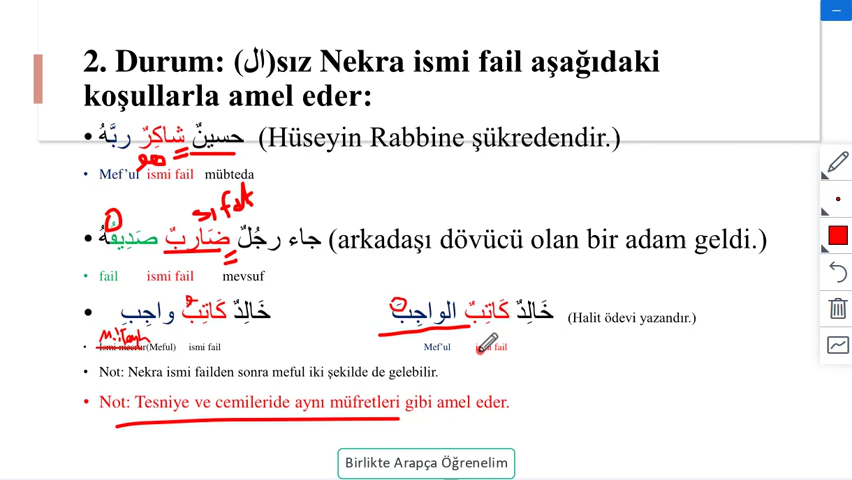 2. Durum: (ال)sız Nekra ismi fail aşağıdaki
koşullarla amel eder:
• حسينٌ شاكِرٌ ربَّهُ (Hüseyin Rabbine şükredendir.)
هو
• Mef'ul ismi fail mübteda
sıfat
• جاء رجُلٌ ضَارِبٌ صَدِيقُهُ (arkadaşı dövücü olan bir adam geldi.)
• fail ismi fail mevsuf
• خَالِدٌ كَاتِبٌ واجِبِ خَالِدٌ كَاتِبٌ الواجِبَ (Halit ödevi yazandır.)
• (Meful) ismi fail Mef'ul fail
• Not: Nekra ismi failden sonra meful iki şekilde de gelebilir.
• Not: Tesniye ve cemileride aynı müfretleri gibi amel eder.
Birlikte Arapça Öğrenelim